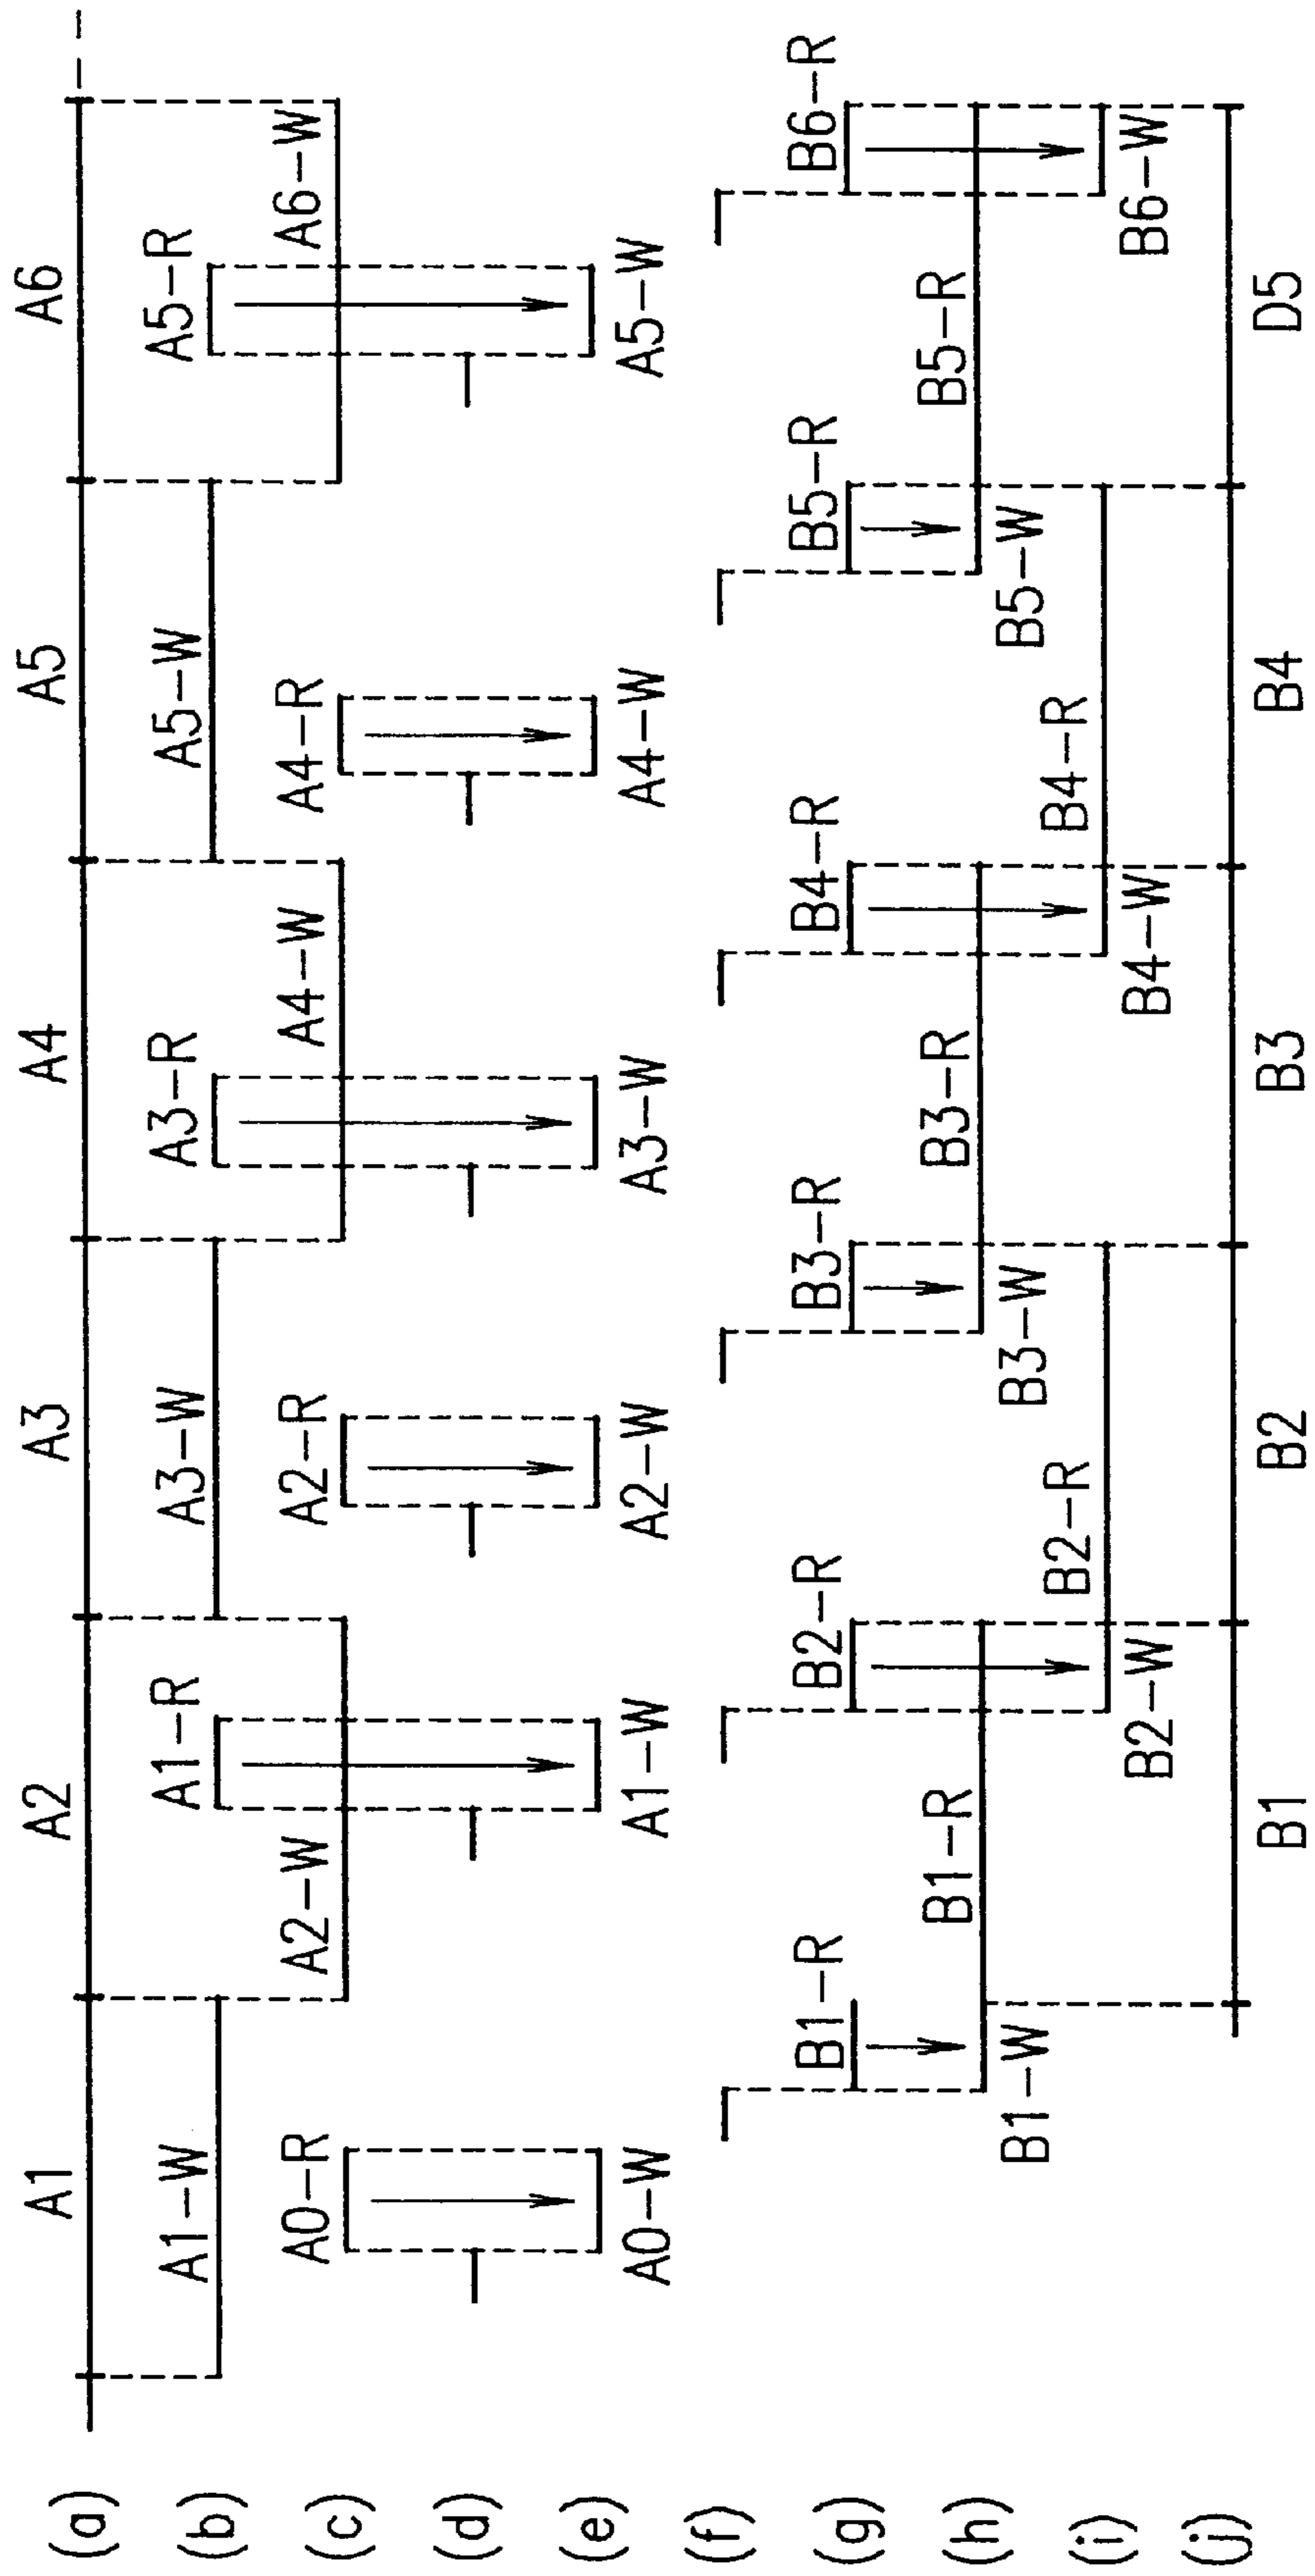 (a) A1 A2 A3 A4 A5 A6
(b) A1-W A1-R A3-W A3-R A5-W A5-R
(c) A0-R A2-W A2-R A4-W A4-R A6-W
(d)
(e) A0-W A1-W A2-W A3-W A4-W A5-W
(f)
(g) B1-R B2-R B3-R B4-R B5-R B6-R
(h) B1-R B3-R B5-R
B1-W B3-W B5-W
(i) B2-R B4-R
B2-W B4-W B6-W
(j) B1 B2 B3 B4 D5